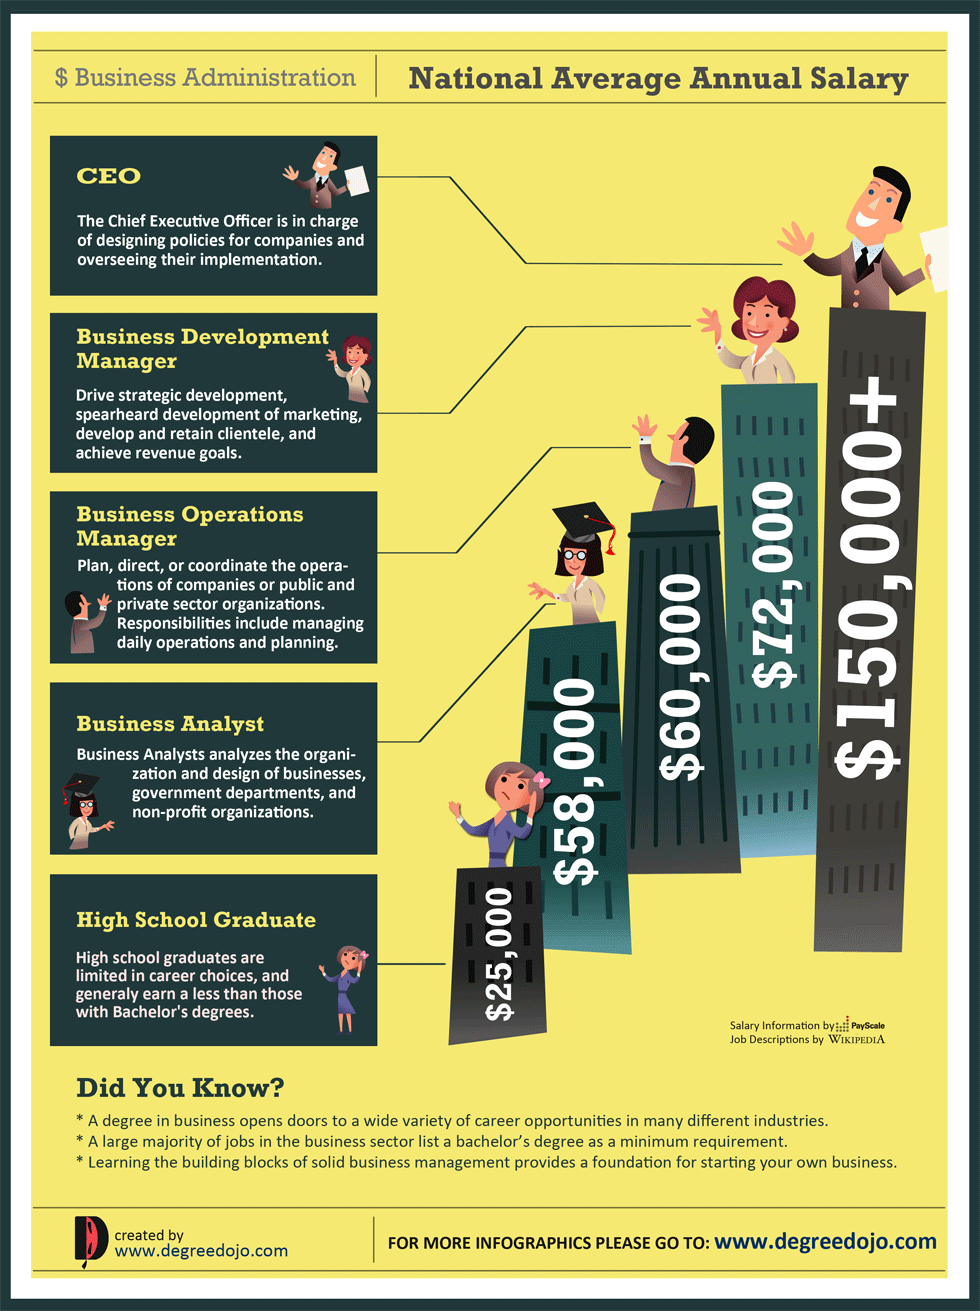 $ Business Administration
National Average Annual Salary
CEO
The Chief Executive Officer is in charge
of designing policies for companies and
overseeing their implementation.
Business Development
Manager
Drive strategic development,
spearheard development of marketing,
develop and retain clientele, and
achieve revenue goals.
Business Operations
Manager
Plan, direct, or coordinate the opera-
tions of companies or public and
private sector organizations.
Responsibilities include managing
daily operations and planning.
Business Analyst
Business Analysts analyzes the organi-
zation and design of businesses,
government departments, and
non-profit organizations.
High School Graduate
High school graduates are
limited in career choices, and
generaly earn a less than those
with Bachelor's degrees.
$25,000
$58,000
$60,000
$72,000
$150,000+
Salary Information by PayScale
Job Descriptions by WIKIPEDIA
Did You Know?
* A degree in business opens doors to a wide variety of career opportunities in many different industries.
* A large majority of jobs in the business sector list a bachelor’s degree as a minimum requirement.
* Learning the building blocks of solid business management provides a foundation for starting your own business.
D
created by
www.degreedojo.com
FOR MORE INFOGRAPHICS PLEASE GO TO: www.degreedojo.com